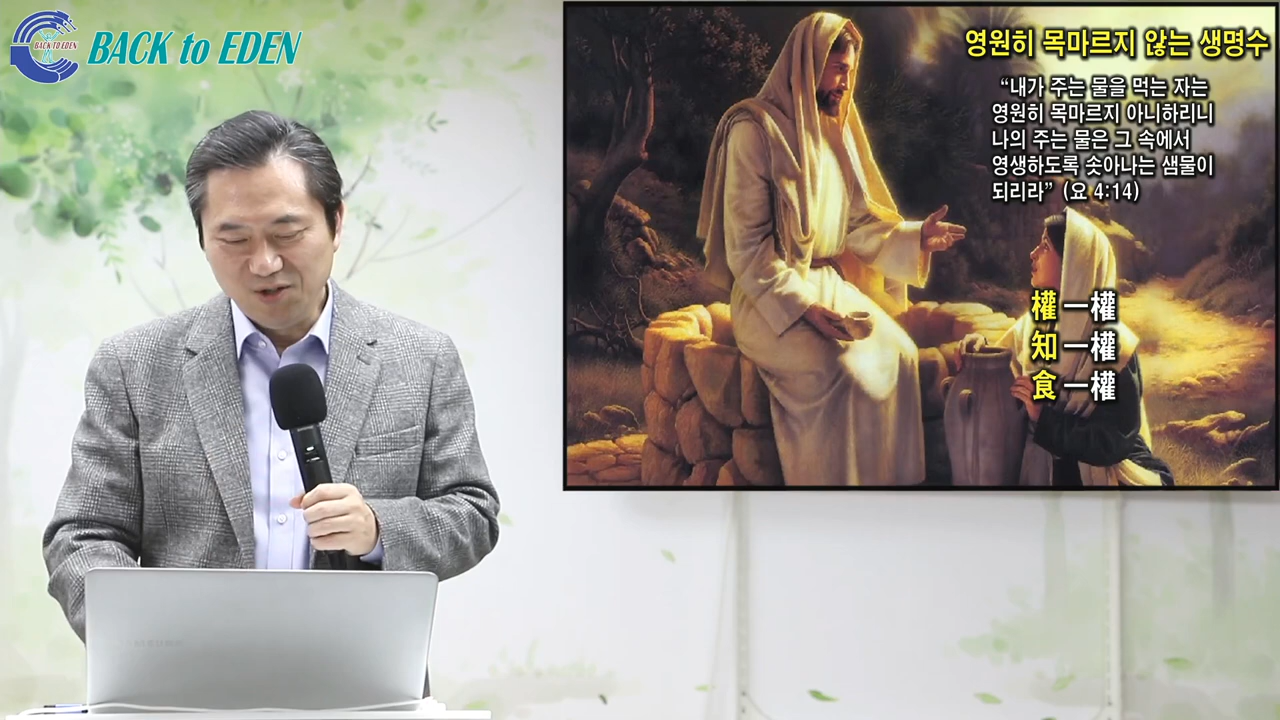 BACK TO EDEN
BACK to EDEN
영원히 목마르지 않는 생명수
“내가 주는 물을 먹는 자는
영원히 목마르지 아니하리니
나의 주는 물은 그 속에서
영생하도록 솟아나는 샘물이
되리라” (요 4:14)
權 一權
知 一權
食 一權